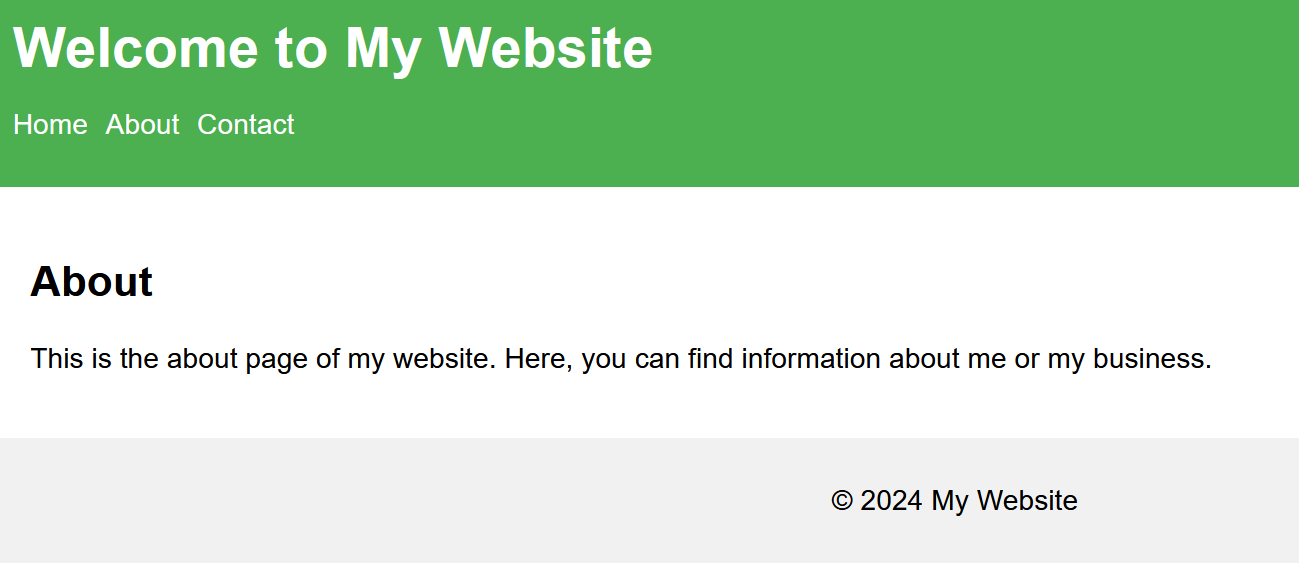 Welcome to My Website
Home About Contact
About
This is the about page of my website. Here, you can find information about me or my business.
© 2024 My Website